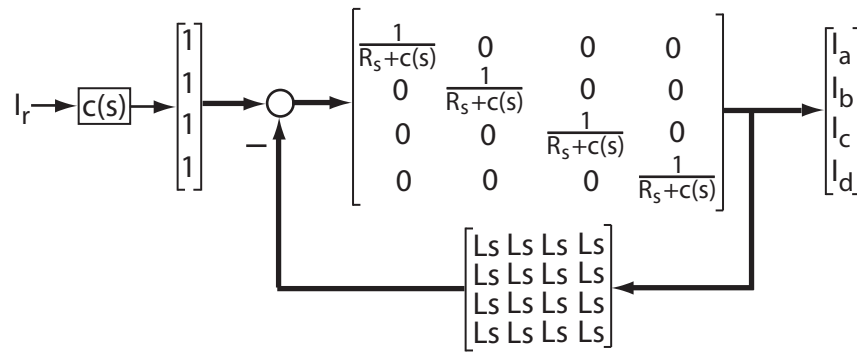 I_r c(s)
1
1
1
1
−
1/(R_s+c(s)) 0 0 0
0 1/(R_s+c(s)) 0 0
0 0 1/(R_s+c(s)) 0
0 0 0 1/(R_s+c(s))
I_a
I_b
I_c
I_d
Ls Ls Ls Ls
Ls Ls Ls Ls
Ls Ls Ls Ls
Ls Ls Ls Ls